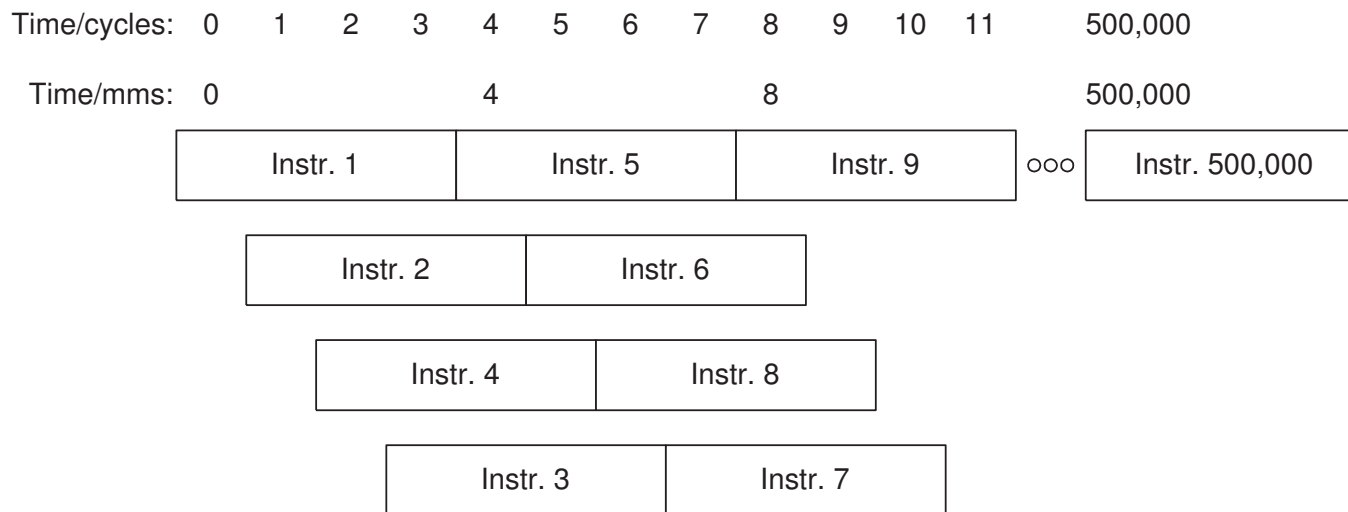 Time/cycles: 0 1 2 3 4 5 6 7 8 9 10 11 500,000
Time/mms: 0 4 8 500,000
Instr. 1 Instr. 5 Instr. 9 ooo Instr. 500,000
Instr. 2 Instr. 6
Instr. 4 Instr. 8
Instr. 3 Instr. 7